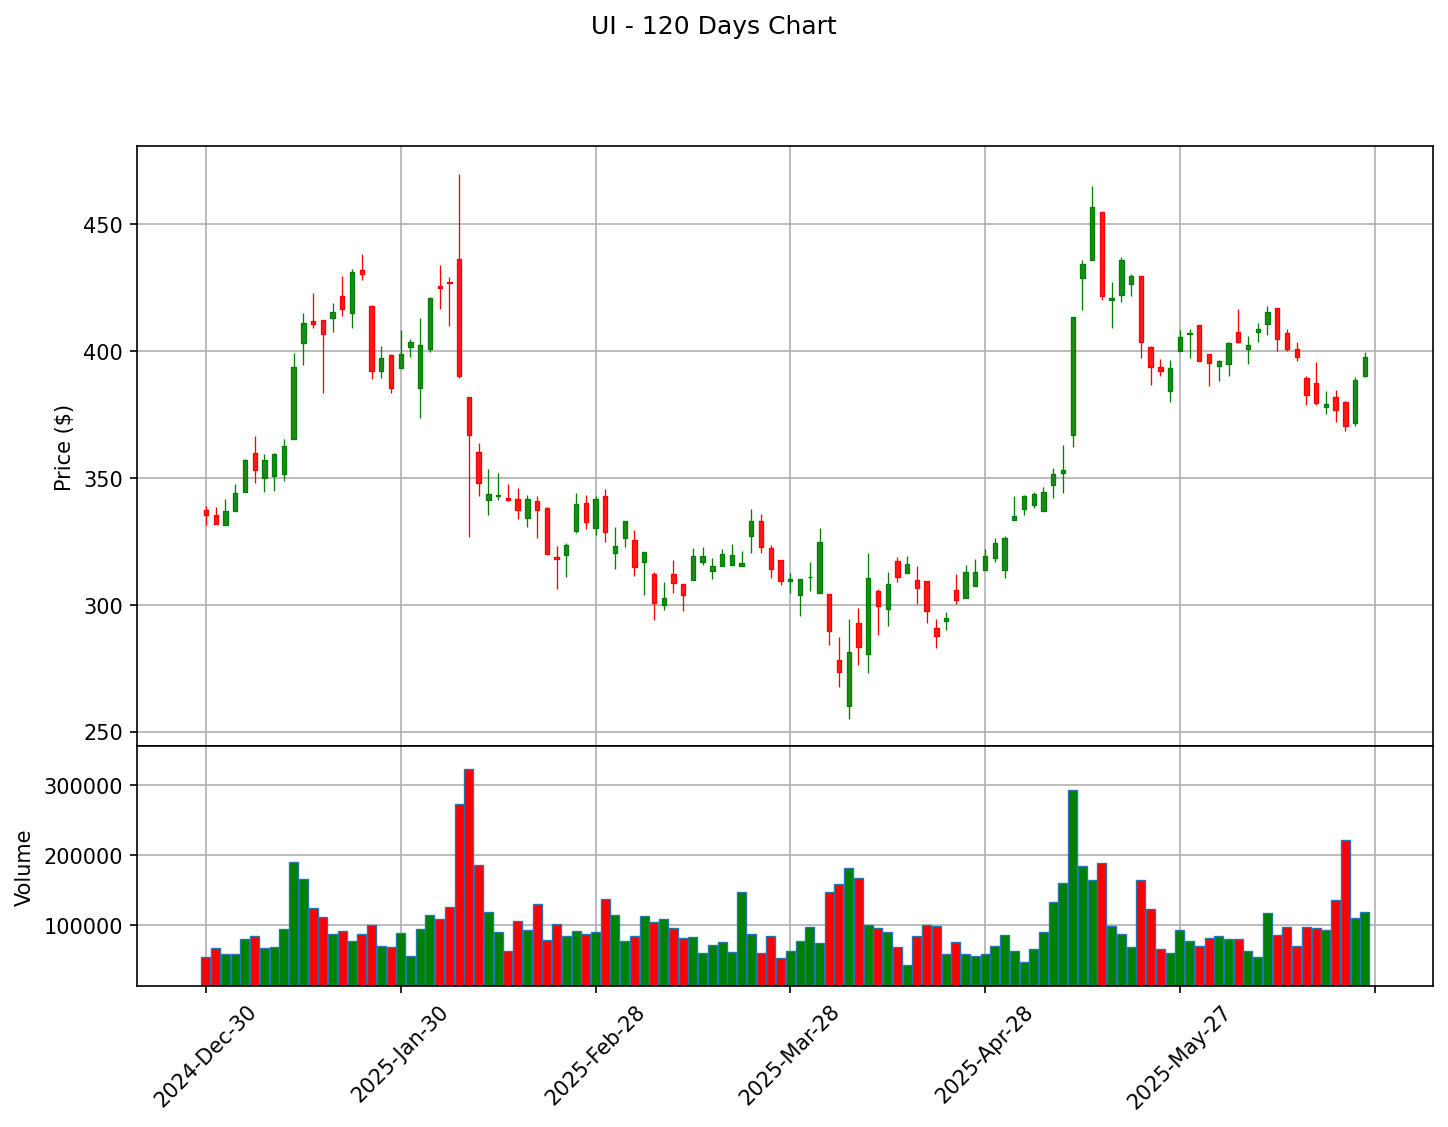 UI - 120 Days Chart
Price ($)
450
400
350
300
250
Volume
300000
200000
100000
2024-Dec-30
2025-Jan-30
2025-Feb-28
2025-Mar-28
2025-Apr-28
2025-May-27